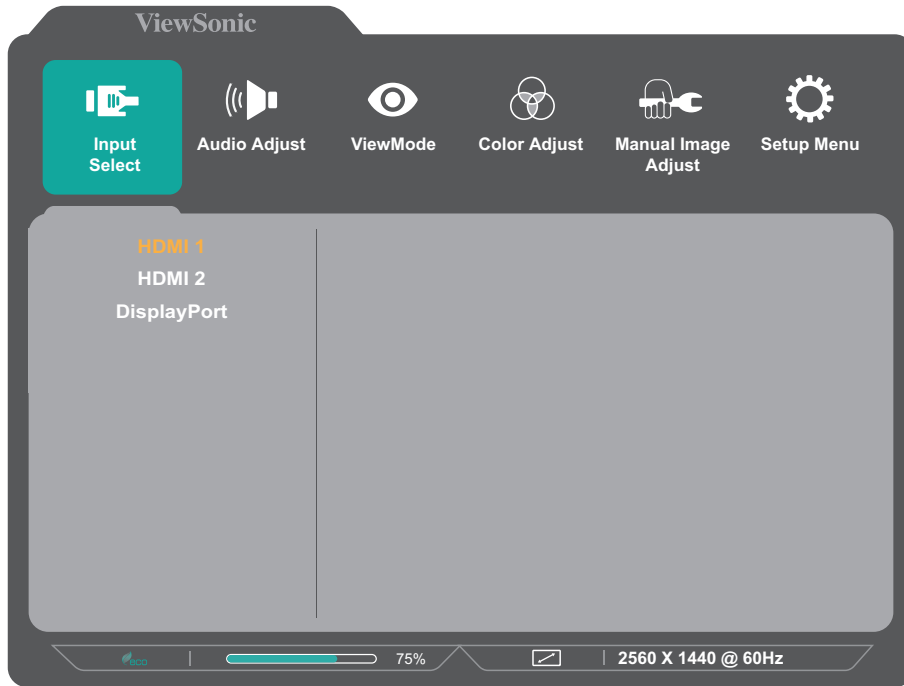 ViewSonic
Input
Select
Audio Adjust
ViewMode
Color Adjust
Manual Image
Adjust
Setup Menu
HDMI 1
HDMI 2
DisplayPort
eco
75%
2560 X 1440 @ 60Hz